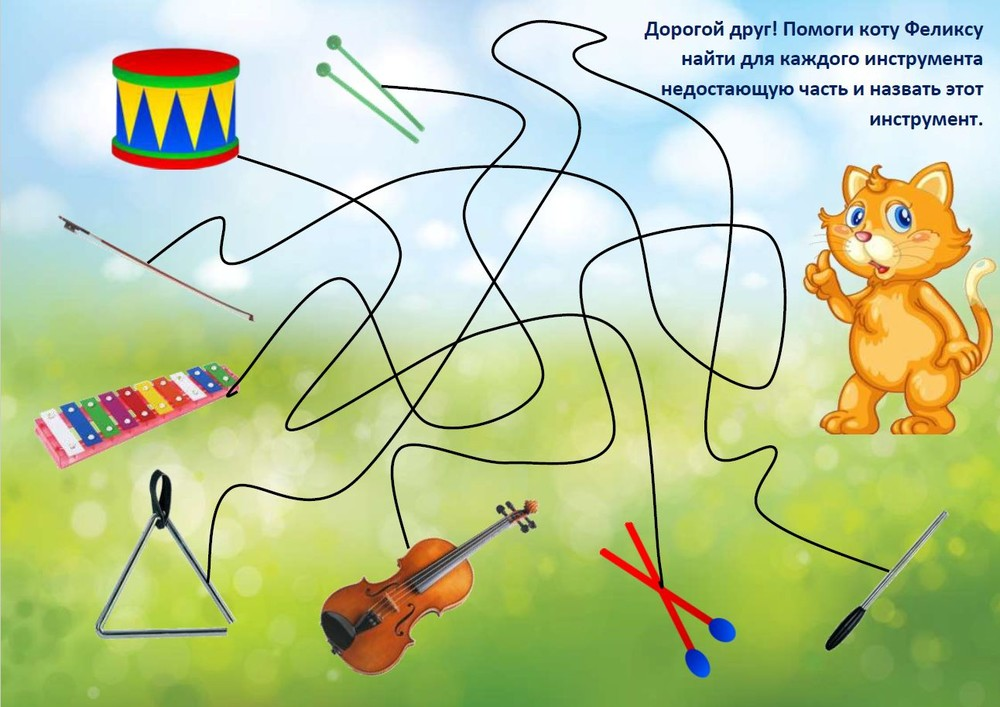 Дорогой друг! Помоги коту Феликсу
найти для каждого инструмента
недостающую часть и назвать этот
инструмент.